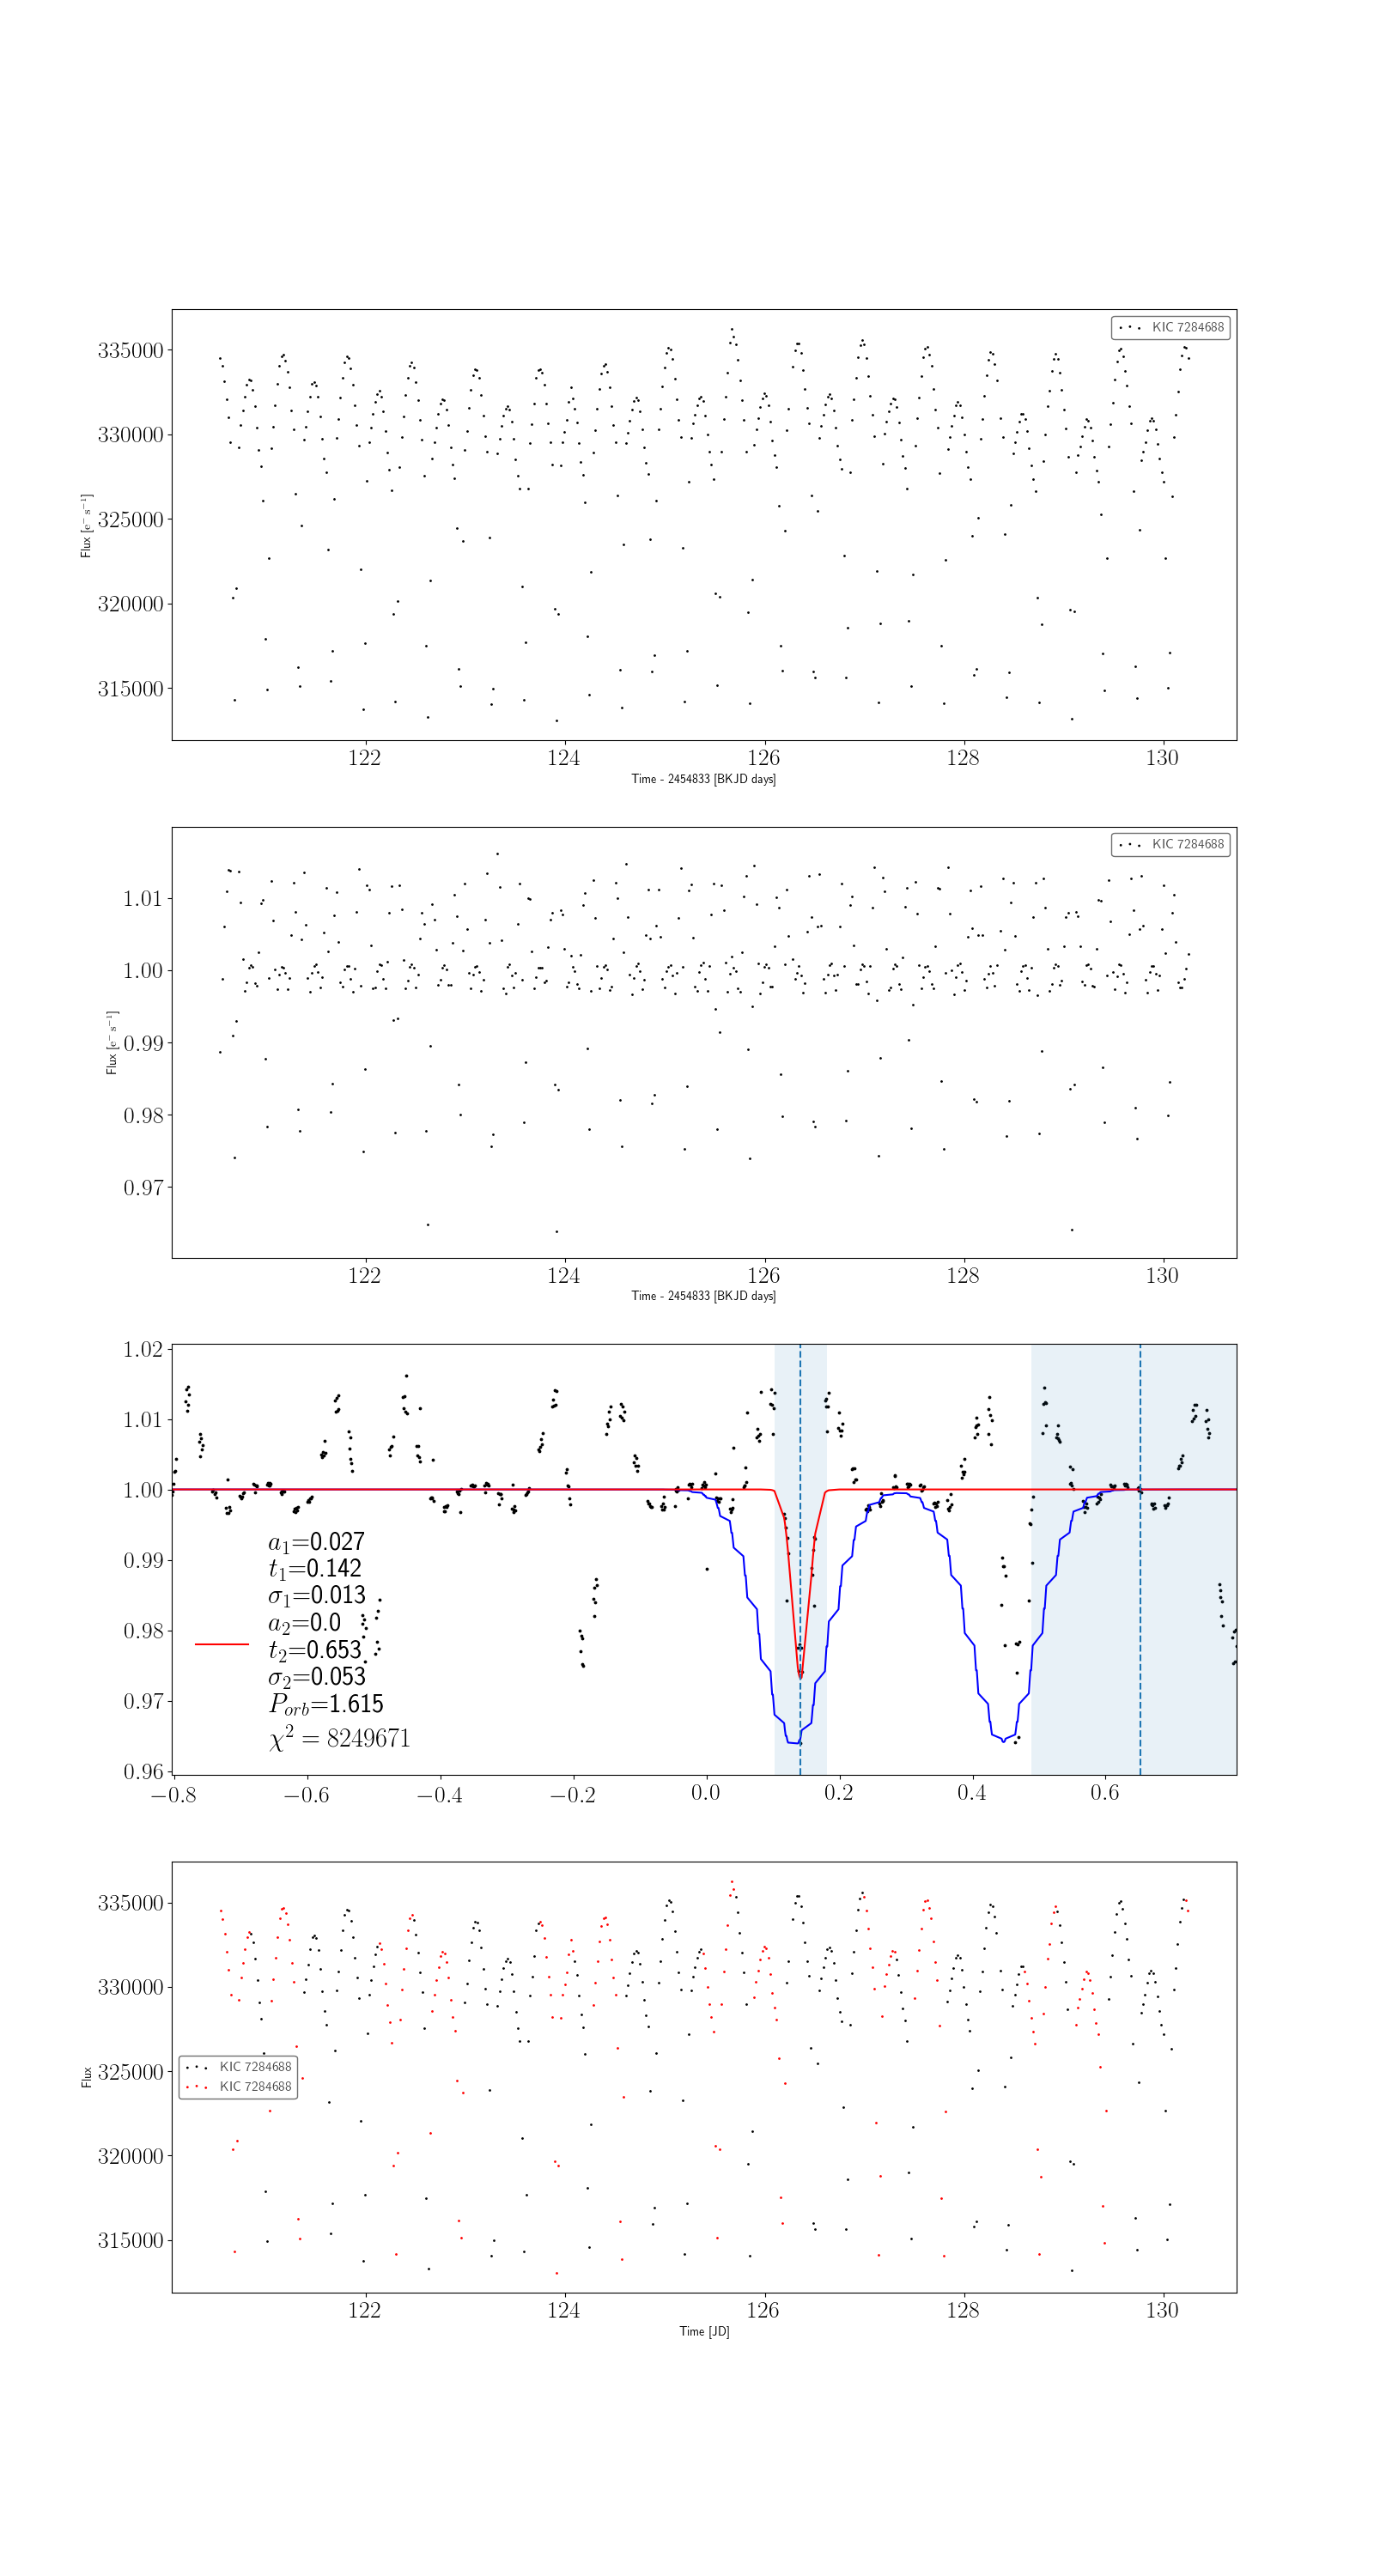 KIC 7284688
335000
330000
325000
320000
315000
Flux [e⁻ s⁻¹]
122 124 126 128 130
Time - 2454833 [BKJD days]
KIC 7284688
1.01
1.00
0.99
0.98
0.97
Flux [e⁻ s⁻¹]
122 124 126 128 130
Time - 2454833 [BKJD days]
1.02
1.01
1.00
0.99
0.98
0.97
0.96
a₁=0.027
t₁=0.142
σ₁=0.013
a₂=0.0
t₂=0.653
σ₂=0.053
P_orb=1.615
χ² = 8249671
−0.8 −0.6 −0.4 −0.2 0.0 0.2 0.4 0.6
335000
330000
325000
320000
315000
Flux
KIC 7284688
KIC 7284688
122 124 126 128 130
Time [JD]